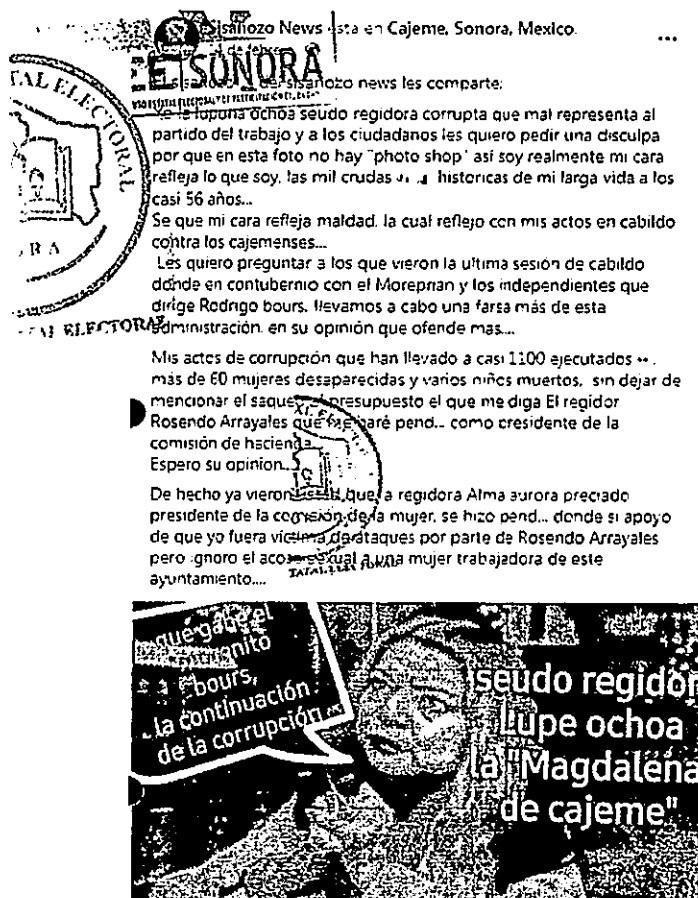 Sisañozo News está en Cajeme, Sonora, Mexico.
de febrero
SONORA
del sisañozo news les comparte:
ochoa seudo regidora corrupta que mal representa al
partido del trabajo y a los ciudadanos les quiero pedir una disculpa
por que en esta foto no hay "photo shop" así soy realmente mi cara
refleja lo que soy, las mil crudas historicas de mi larga vida a los
casi 56 años...
Se que mi cara refleja maldad, la cual reflejo con mis actos en cabildo
contra los cajemenses...
Les quiero preguntar a los que vieron la ultima sesión de cabildo
donde en contubernio con el Moreprian y los independientes que
dirige Rodrigo bours, llevamos a cabo una farsa más de esta
administración, en su opinión que ofende mas....
ELECTORAL
Mis actos de corrupción que han llevado a casi 1100 ejecutados
más de 60 mujeres desaparecidas y varios niños muertos, sin dejar de
mencionar el saqueo presupuesto el que me diga El regidor
Rosendo Arrayales que pend... como presidente de la
comisión de hacienda
Espero su opinion...
De hecho ya vieron que la regidora Alma aurora preciado
presidente de la comisión de la mujer, se hizo pend... donde si apoyo
de que yo fuera víctima de ataques por parte de Rosendo Arrayales
pero ignoro el acoso sexual a una mujer trabajadora de este
ayuntamiento....
que gane el
bours,
la continuación
de la corrupción
seudo regidor
Lupe ochoa
la "Magdalena
de cajeme"